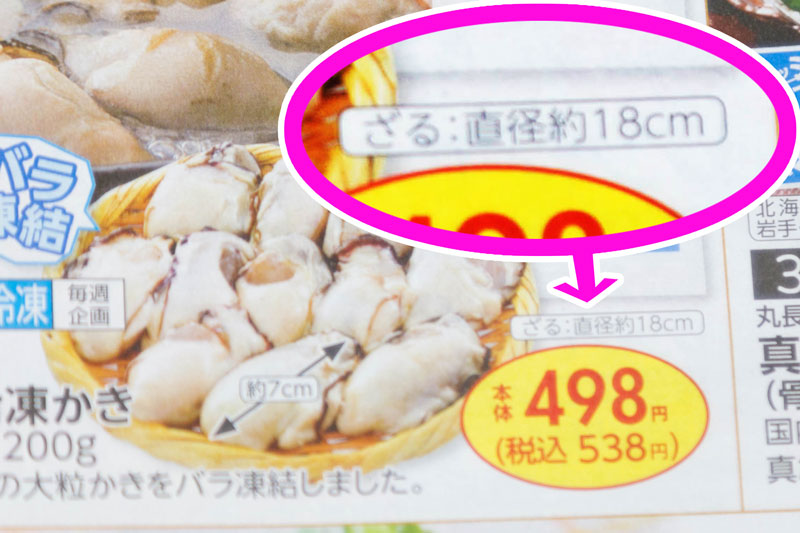 ざる：直径約18cm
バラ
凍結
冷凍
毎週
企画
ざる：直径約18cm
約7cm
本体 498円
(税込 538円)
凍かき
200g
の大粒かきをバラ凍結しました。
北海
岩手
3
丸長
真
(骨
国内
真